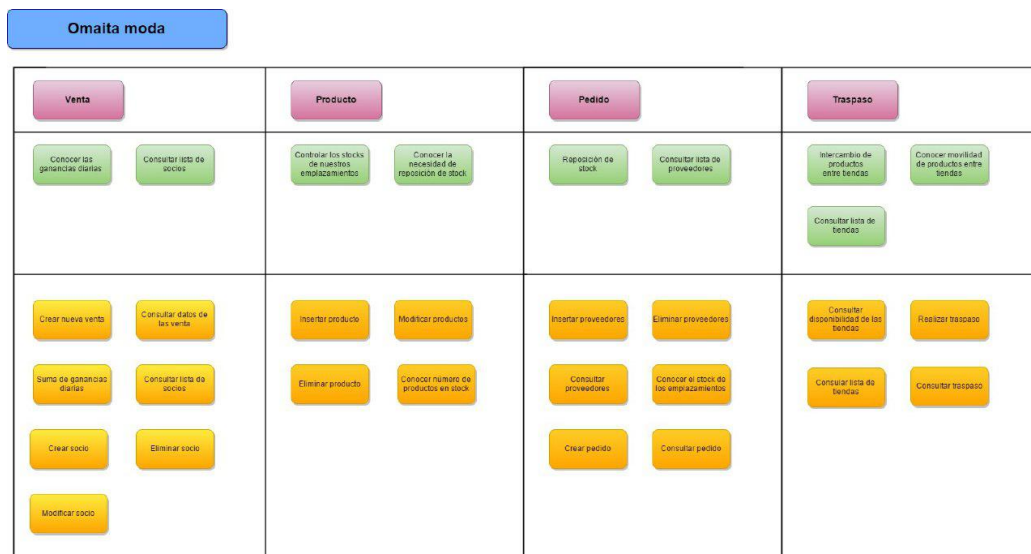 Omaita moda
Venta
Producto
Pedido
Traspaso
Conocer las
ganancias diarias
Consultar lista de
socios
Controlar los stocks
de nuestros
emplazamientos
Conocer la
necesidad de
reposición de stock
Reposición de
stock
Consultar lista de
proveedores
Intercambio de
productos
entre tiendas
Conocer movilidad
de productos entre
tiendas
Consultar lista de
tiendas
Crear nueva venta
Consultar datos de
las venta
Suma de ganancias
diarias
Consultar lista de
socios
Crear socio
Eliminar socio
Modificar socio
Insertar producto
Modificar productos
Eliminar producto
Conocer número de
productos en stock
Insertar proveedores
Eliminar proveedores
Consultar
proveedores
Conocer el stock de
los emplazamientos
Crear pedido
Consultar pedido
Consultar
disponibilidad de las
tiendas
Realizar traspaso
Consular lista de
tiendas
Consultar traspaso